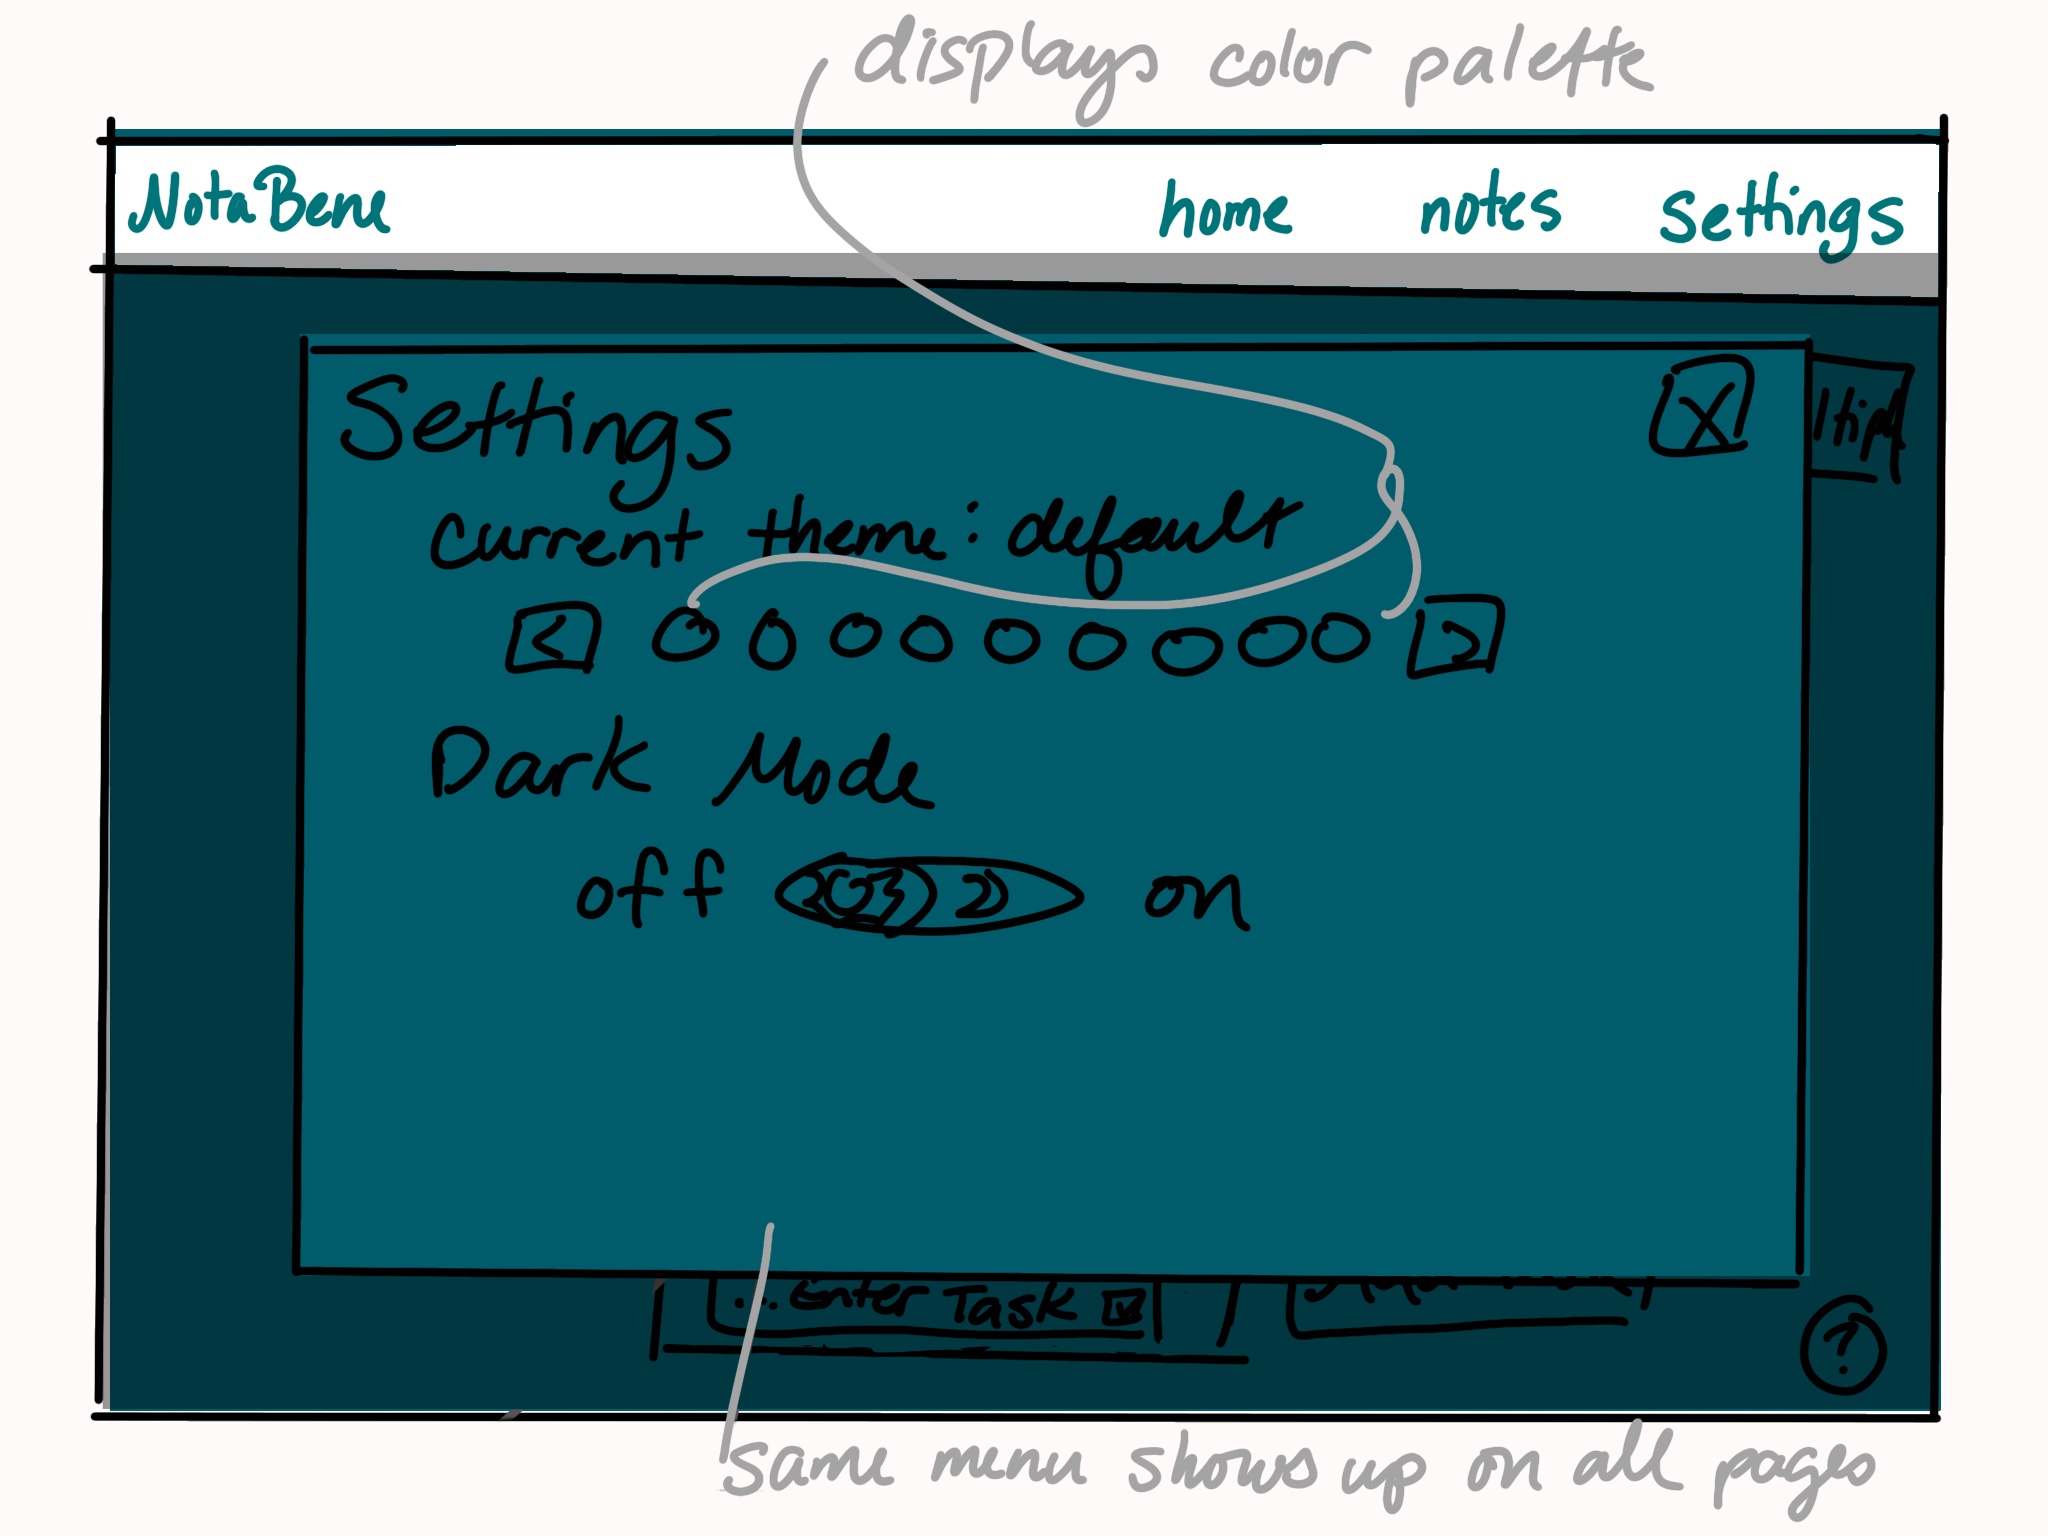 displays color palette
NotaBene home notes settings
Settings X
current theme: default
< >
Dark Mode
off on
... Enter Task
?
same menu shows up on all pages